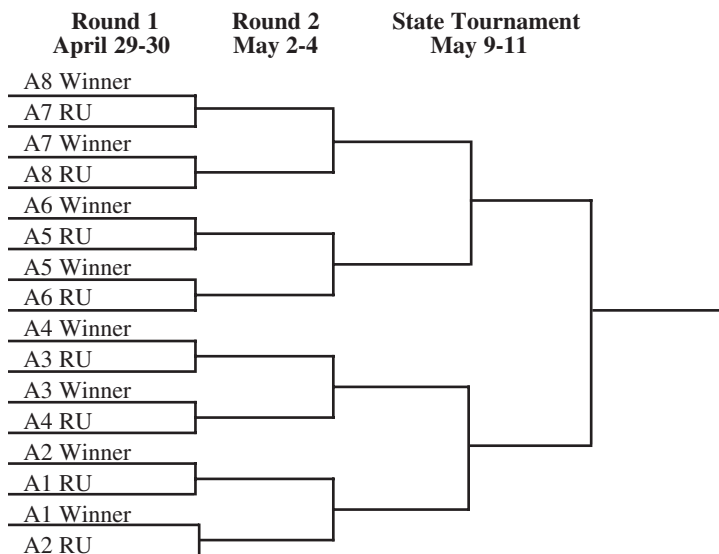 Round 1 Round 2 State Tournament
April 29-30 May 2-4 May 9-11
A8 Winner
A7 RU
A7 Winner
A8 RU
A6 Winner
A5 RU
A5 Winner
A6 RU
A4 Winner
A3 RU
A3 Winner
A4 RU
A2 Winner
A1 RU
A1 Winner
A2 RU